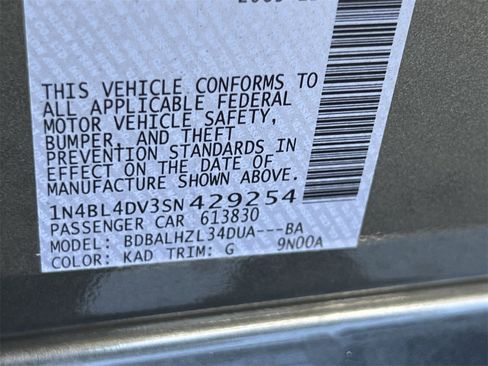 THIS VEHICLE CONFORMS TO
ALL APPLICABLE FEDERAL
MOTOR VEHICLE SAFETY,
BUMPER, AND THEFT
PREVENTION STANDARDS IN
EFFECT ON THE DATE OF
MANUFACTURE SHOWN ABOVE.
1N4BL4DV3SN429254
PASSENGER CAR 613830
MODEL: BDBALHZL34DUA---BA
COLOR: KAD TRIM: G 9N00A